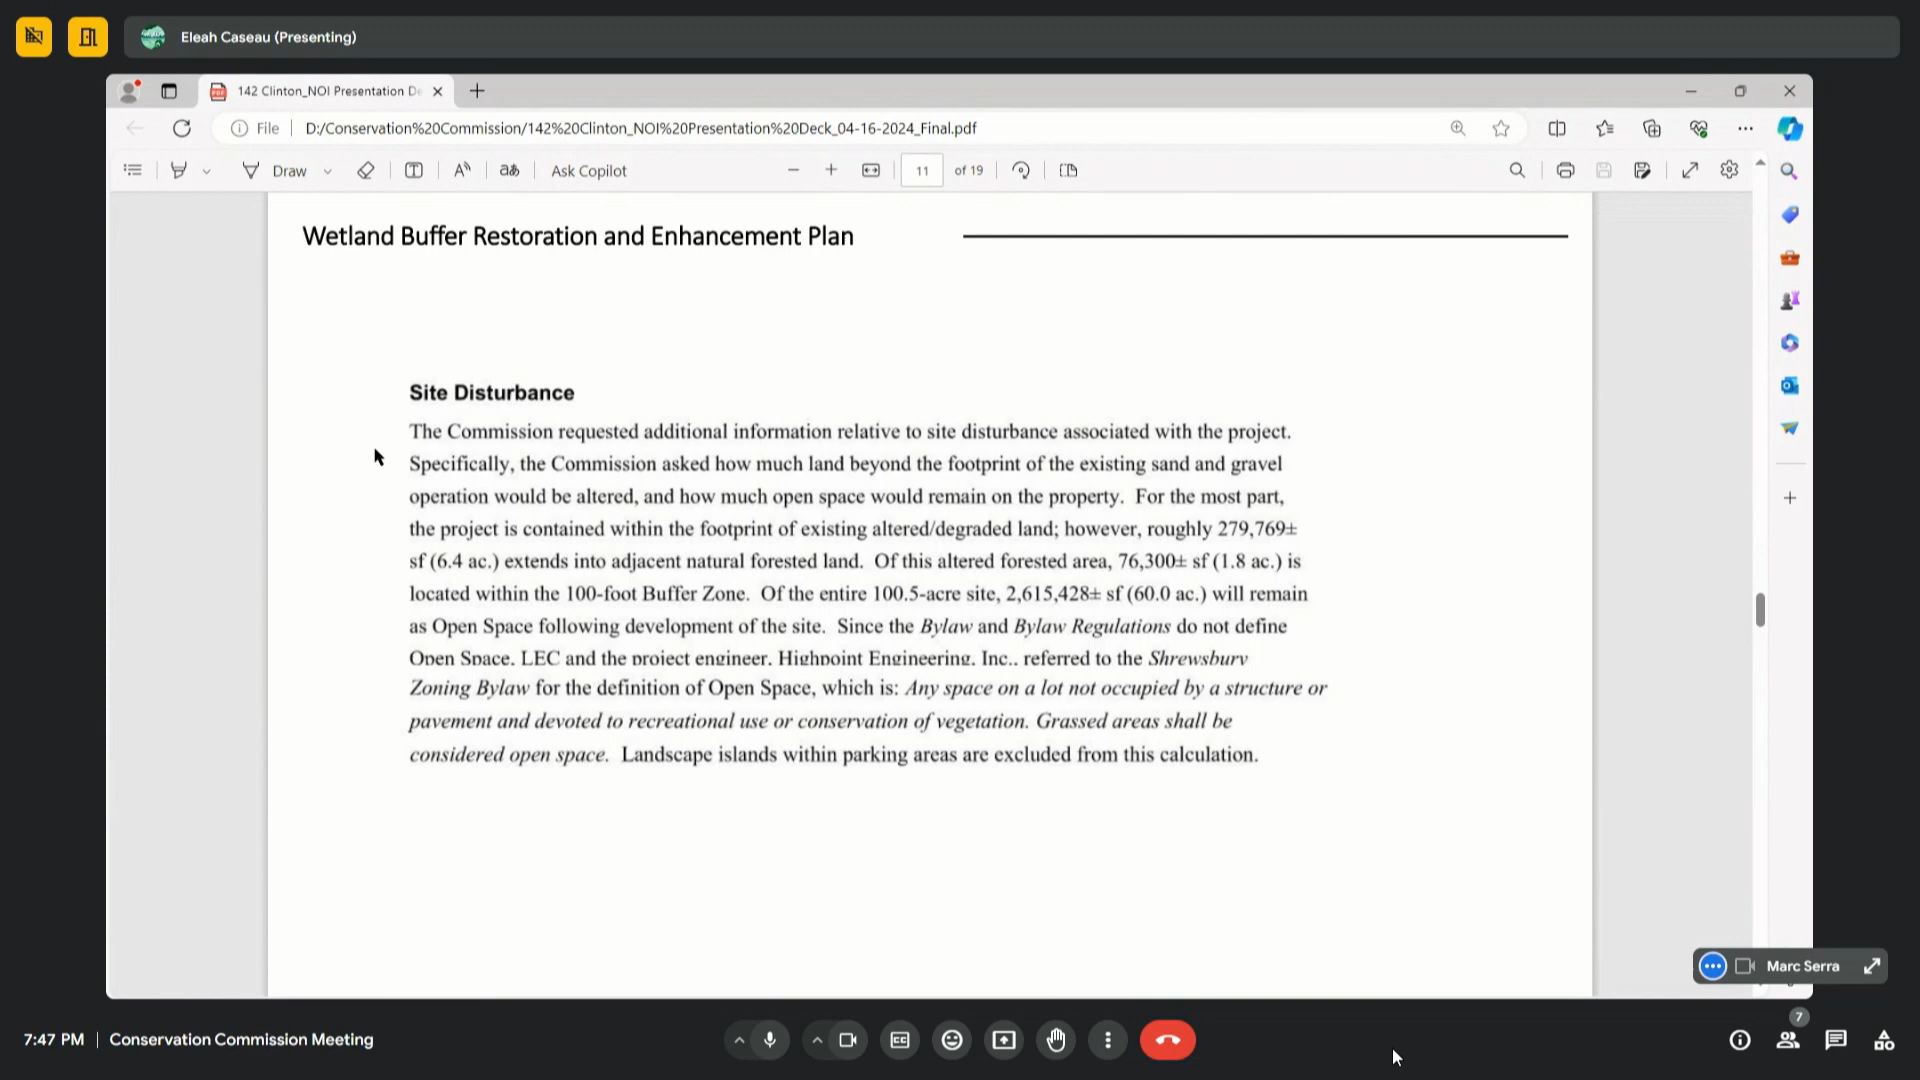 Eleah Caseau (Presenting)
142 Clinton_NOI Presentation De
File
D:/Conservation%20Commission/142%20Clinton_NOI%20Presentation%20Deck_04-16-2024_Final.pdf
Draw
Ask Copilot
11 of 19
Wetland Buffer Restoration and Enhancement Plan
Site Disturbance
The Commission requested additional information relative to site disturbance associated with the project.
Specifically, the Commission asked how much land beyond the footprint of the existing sand and gravel
operation would be altered, and how much open space would remain on the property. For the most part,
the project is contained within the footprint of existing altered/degraded land; however, roughly 279,769±
sf (6.4 ac.) extends into adjacent natural forested land. Of this altered forested area, 76,300± sf (1.8 ac.) is
located within the 100-foot Buffer Zone. Of the entire 100.5-acre site, 2,615,428± sf (60.0 ac.) will remain
as Open Space following development of the site. Since the Bylaw and Bylaw Regulations do not define
Open Space, LEC and the project engineer, Highpoint Engineering, Inc., referred to the Shrewsbury
Zoning Bylaw for the definition of Open Space, which is: Any space on a lot not occupied by a structure or
pavement and devoted to recreational use or conservation of vegetation. Grassed areas shall be
considered open space. Landscape islands within parking areas are excluded from this calculation.
Marc Serra
7
7:47 PM | Conservation Commission Meeting